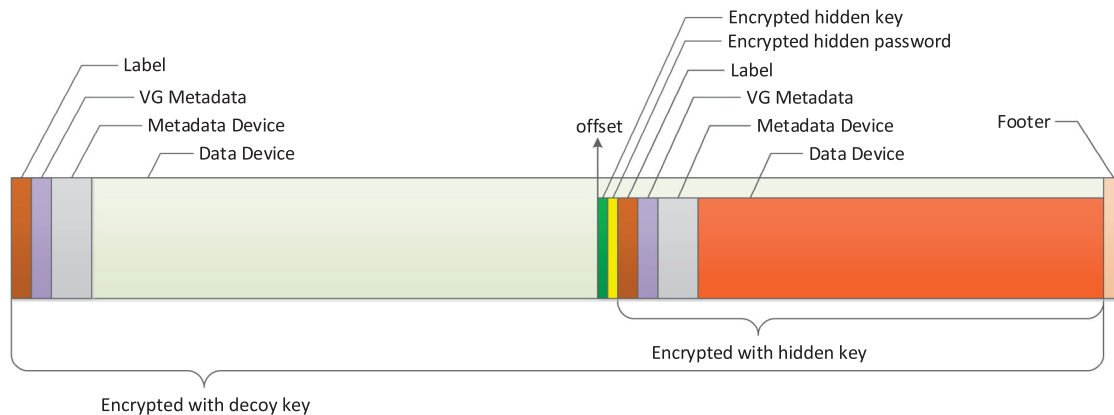 Label
VG Metadata
Metadata Device
Data Device
offset
Encrypted hidden key
Encrypted hidden password
Label
VG Metadata
Metadata Device
Data Device
Footer
Encrypted with hidden key
Encrypted with decoy key